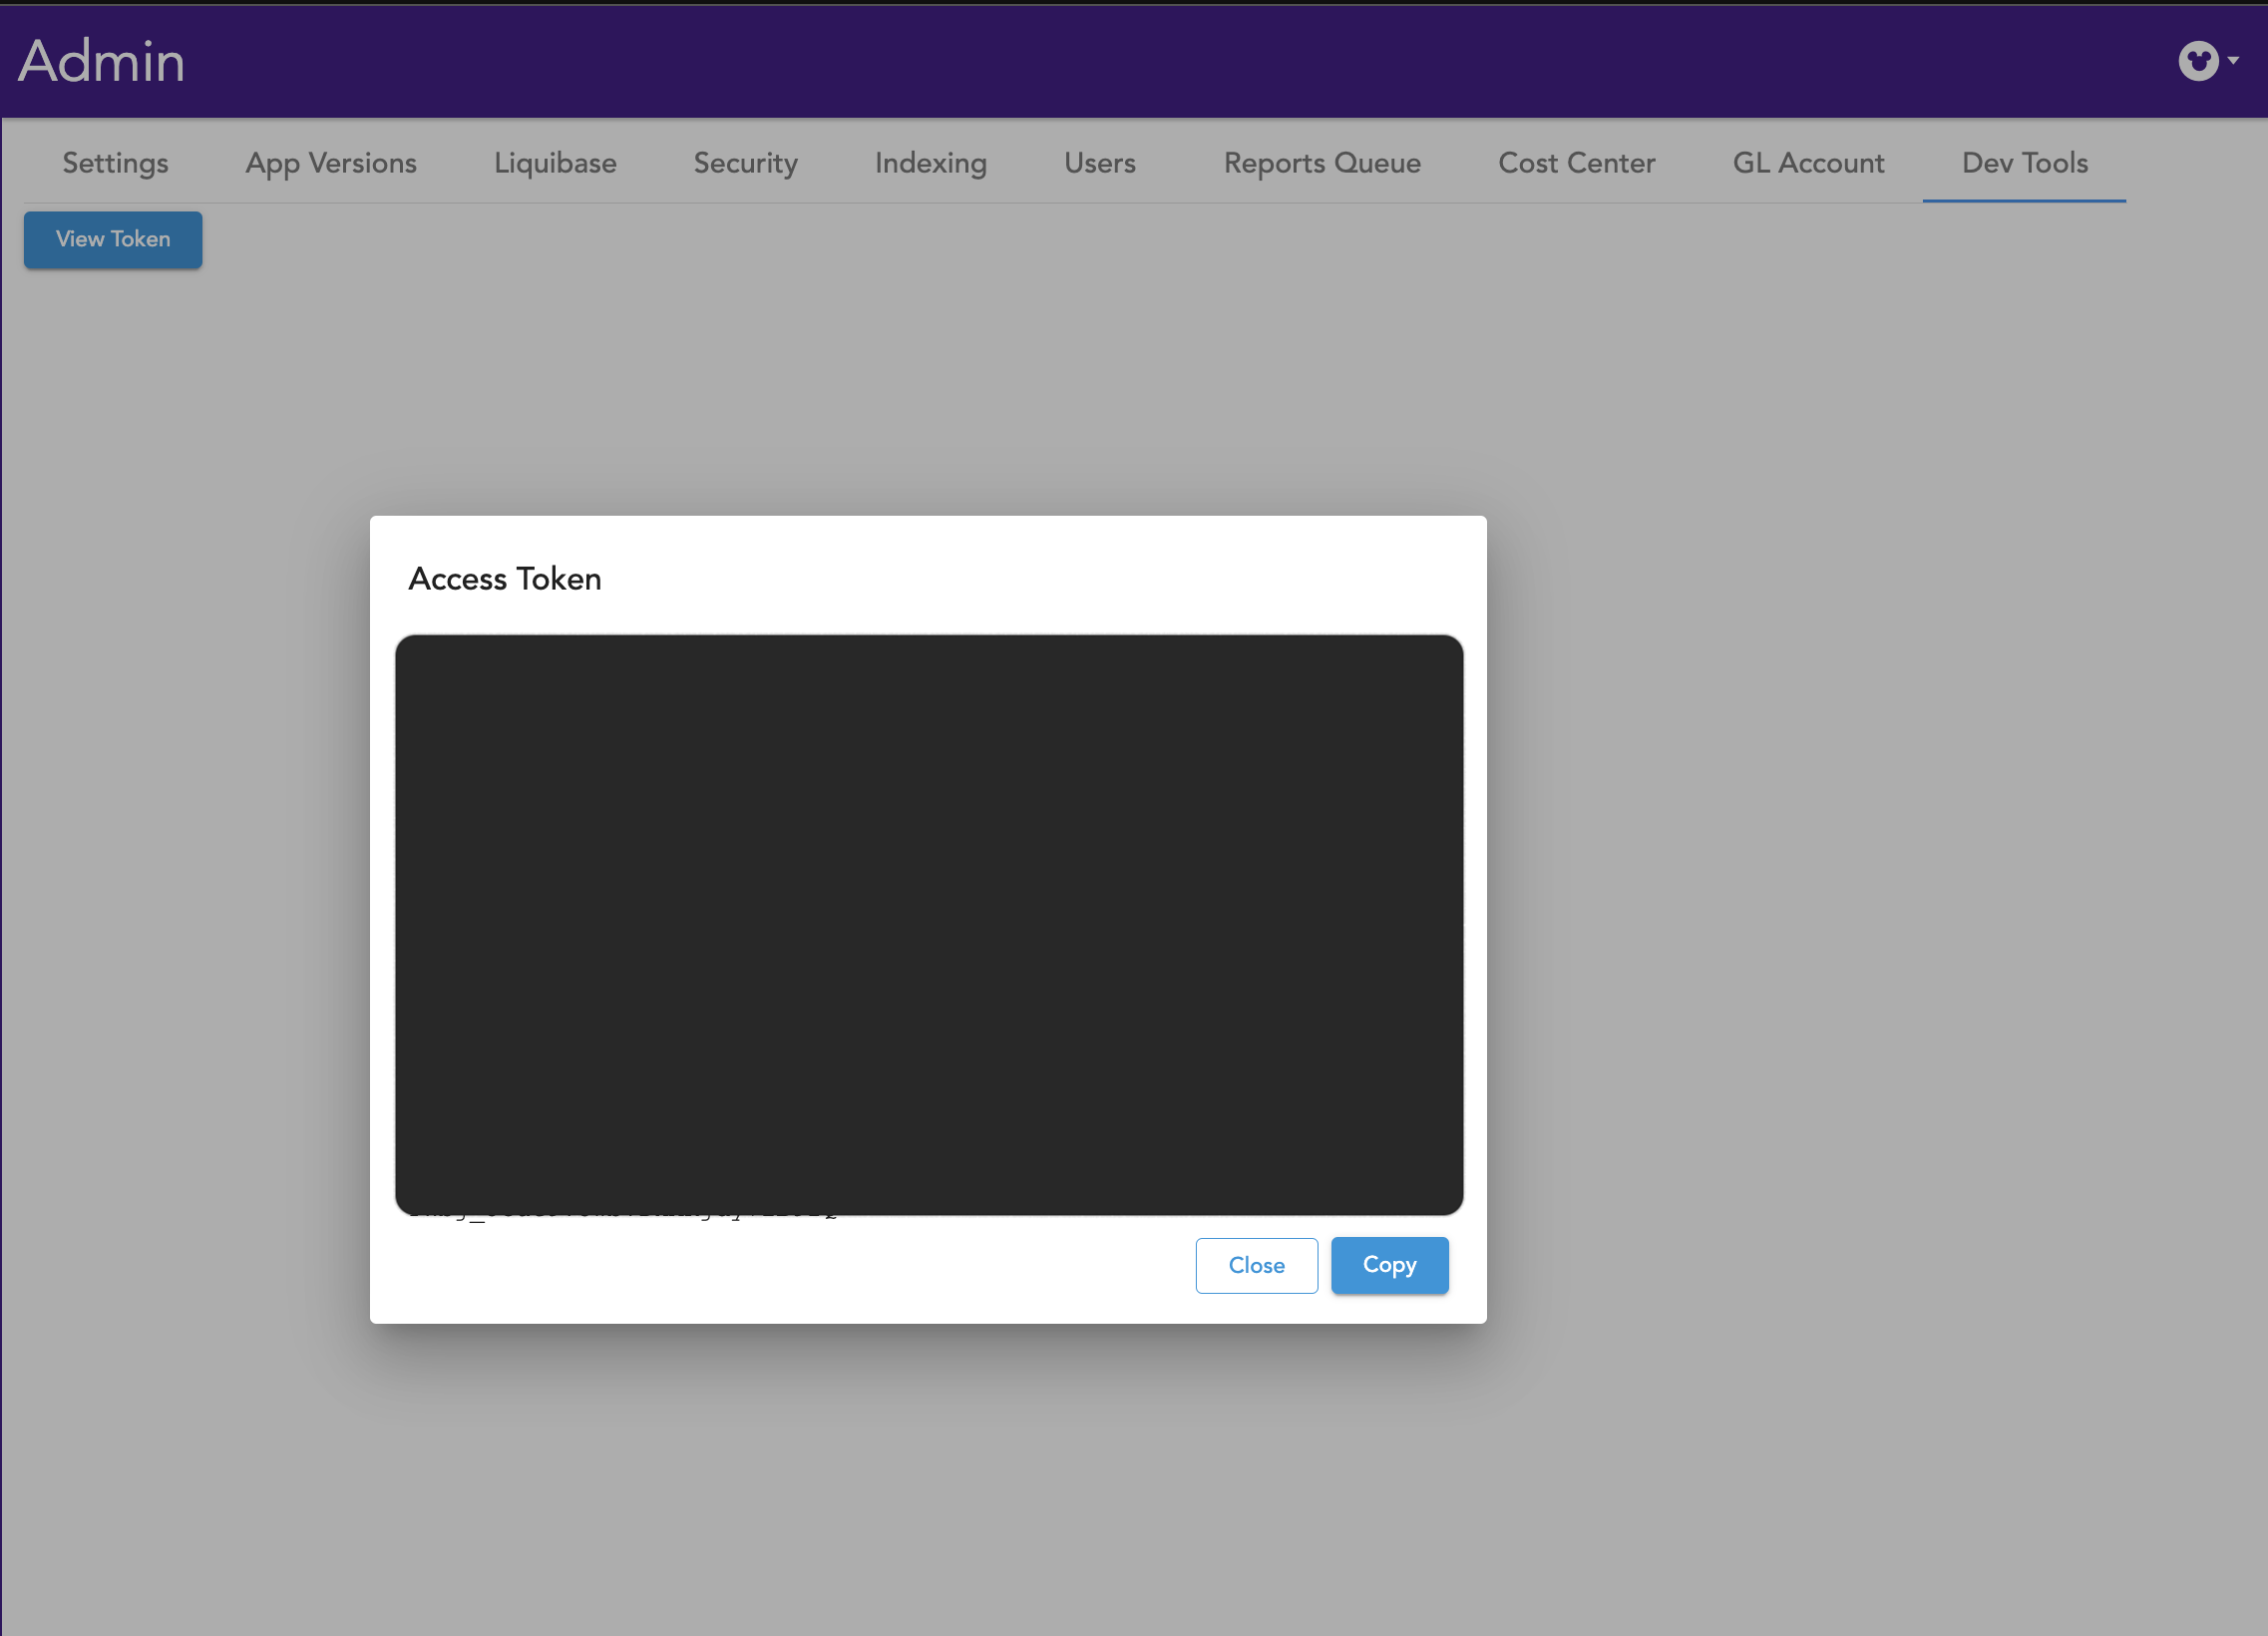 Admin
Settings App Versions Liquibase Security Indexing Users Reports Queue Cost Center GL Account Dev Tools
View Token
Access Token
Close Copy